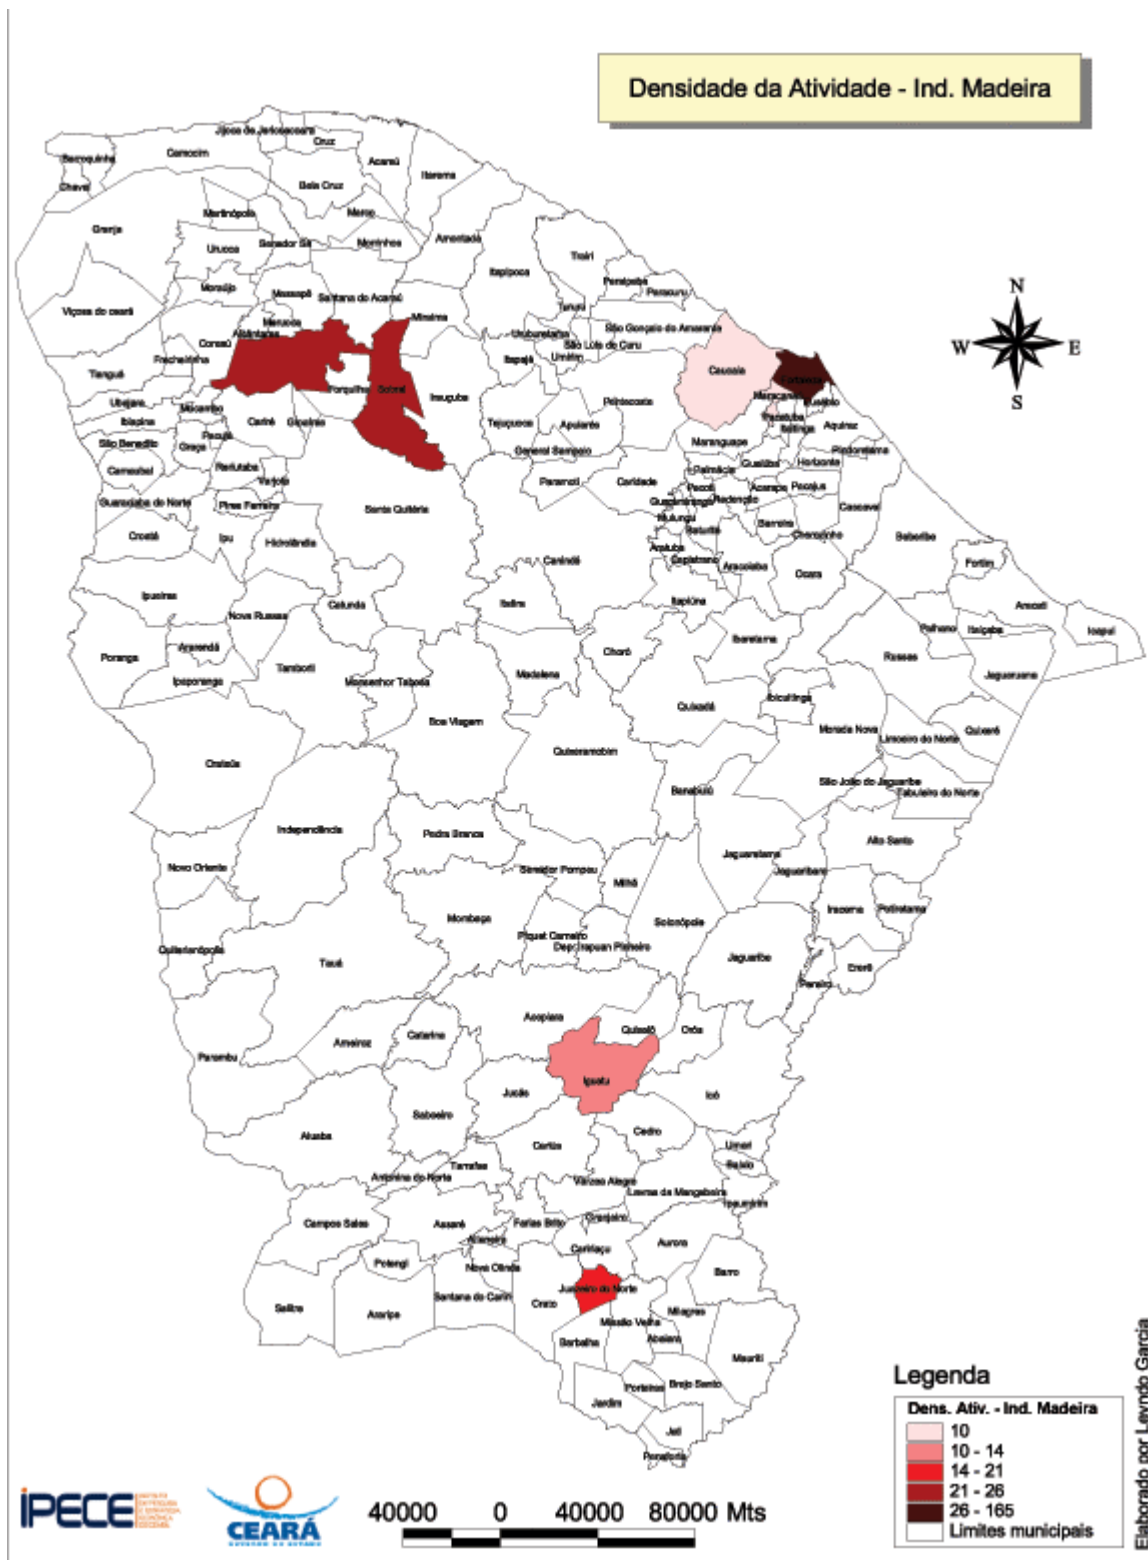 Densidade da Atividade - Ind. Madeira
Jijoca de Jericoacoara
Cruz
Barroquinha
Camocim
Acaraú
Itarema
Chaval
Bela Cruz
Martinópole
Marco
Granja
Uruoca
Senador Sá
Morrinhos
Amontada
Trairi
Itapipoca
Moraújo
Massapê
Santana do Acaraú
Paraipaba
Paracuru
N
Viçosa do ceará
Miraíma
Tururu
Meruoca
Alcântaras
Coreaú
Uruburetama
São Gonçalo do Amarante
São Luís do Curu
W
E
Frecheirinha
Itapajé
Umirim
Caucaia
Fortaleza
Tianguá
Forquilha
Sobral
Irauçuba
Maracanaú
Eusébio
S
Ubajara
Mucambo
Pentecoste
Pacatuba
Ibiapina
Cariré
Groaíras
Tejuçuoca
Apuiarés
Itaitinga
Aquiraz
Pacujá
São Benedito
Graça
Maranguape
Pindoretama
General Sampaio
Guaiúba
Horizonte
Carnaubal
Reriutaba
Palmácia
Varjota
Paramoti
Caridade
Pacoti
Acarape
Pacajus
Guaraciaba do Norte
Pires Ferreira
Guaramiranga
Redenção
Cascavel
Santa Quitéria
Mulungu
Barreira
Croatá
Ipu
Hidrolândia
Baturité
Chorozinho
Beberibe
Aratuba
Canindé
Capistrano
Aracoiaba
Fortim
Ocara
Ipueiras
Itatira
Itapiúna
Nova Russas
Catunda
Aracati
Palhano
Itaiçaba
Icapuí
Ibaretama
Ararendá
Choró
Poranga
Russas
Tamboril
Madalena
Jaguaruana
Ipaporanga
Monsenhor Tabosa
Ibicuitinga
Quixadá
Boa Viagem
Morada Nova
Quixeré
Limoeiro do Norte
Quixeramobim
Crateús
São João do Jaguaribe
Banabuiú
Tabuleiro do Norte
Independência
Pedra Branca
Alto Santo
Jaguaretama
Novo Oriente
Senador Pompeu
Jaguaribara
Milhã
Iracema
Potiretama
Mombaça
Solonópole
Piquet Carneiro
Dep. Irapuan Pinheiro
Quiterianópolis
Tauá
Jaguaribe
Ererê
Pereiro
Acopiara
Quixelô
Orós
Catarina
Arneiroz
Parambu
Iguatu
Jucás
Icó
Saboeiro
Aiuaba
Cedro
Cariús
Umari
Tarrafas
Baixio
Antonina do Norte
Várzea Alegre
Lavras da Mangabeira
Ipaumirim
Granjeiro
Campos Sales
Assaré
Farias Brito
Altaneira
Caririaçu
Aurora
Potengi
Nova Olinda
Barro
Juazeiro do Norte
Salitre
Santana do Cariri
Crato
Araripe
Milagres
Missão Velha
Barbalha
Abaiara
Mauriti
Porteiras
Brejo Santo
Jardim
Jati
Penaforte
Legenda
Dens. Ativ. - Ind. Madeira
10
10 - 14
14 - 21
21 - 26
26 - 165
Limites municipais
Elaborado por Leyndo Garcia
iPECE
CEARÁ
GOVERNO DO ESTADO
40000 0 40000 80000 Mts